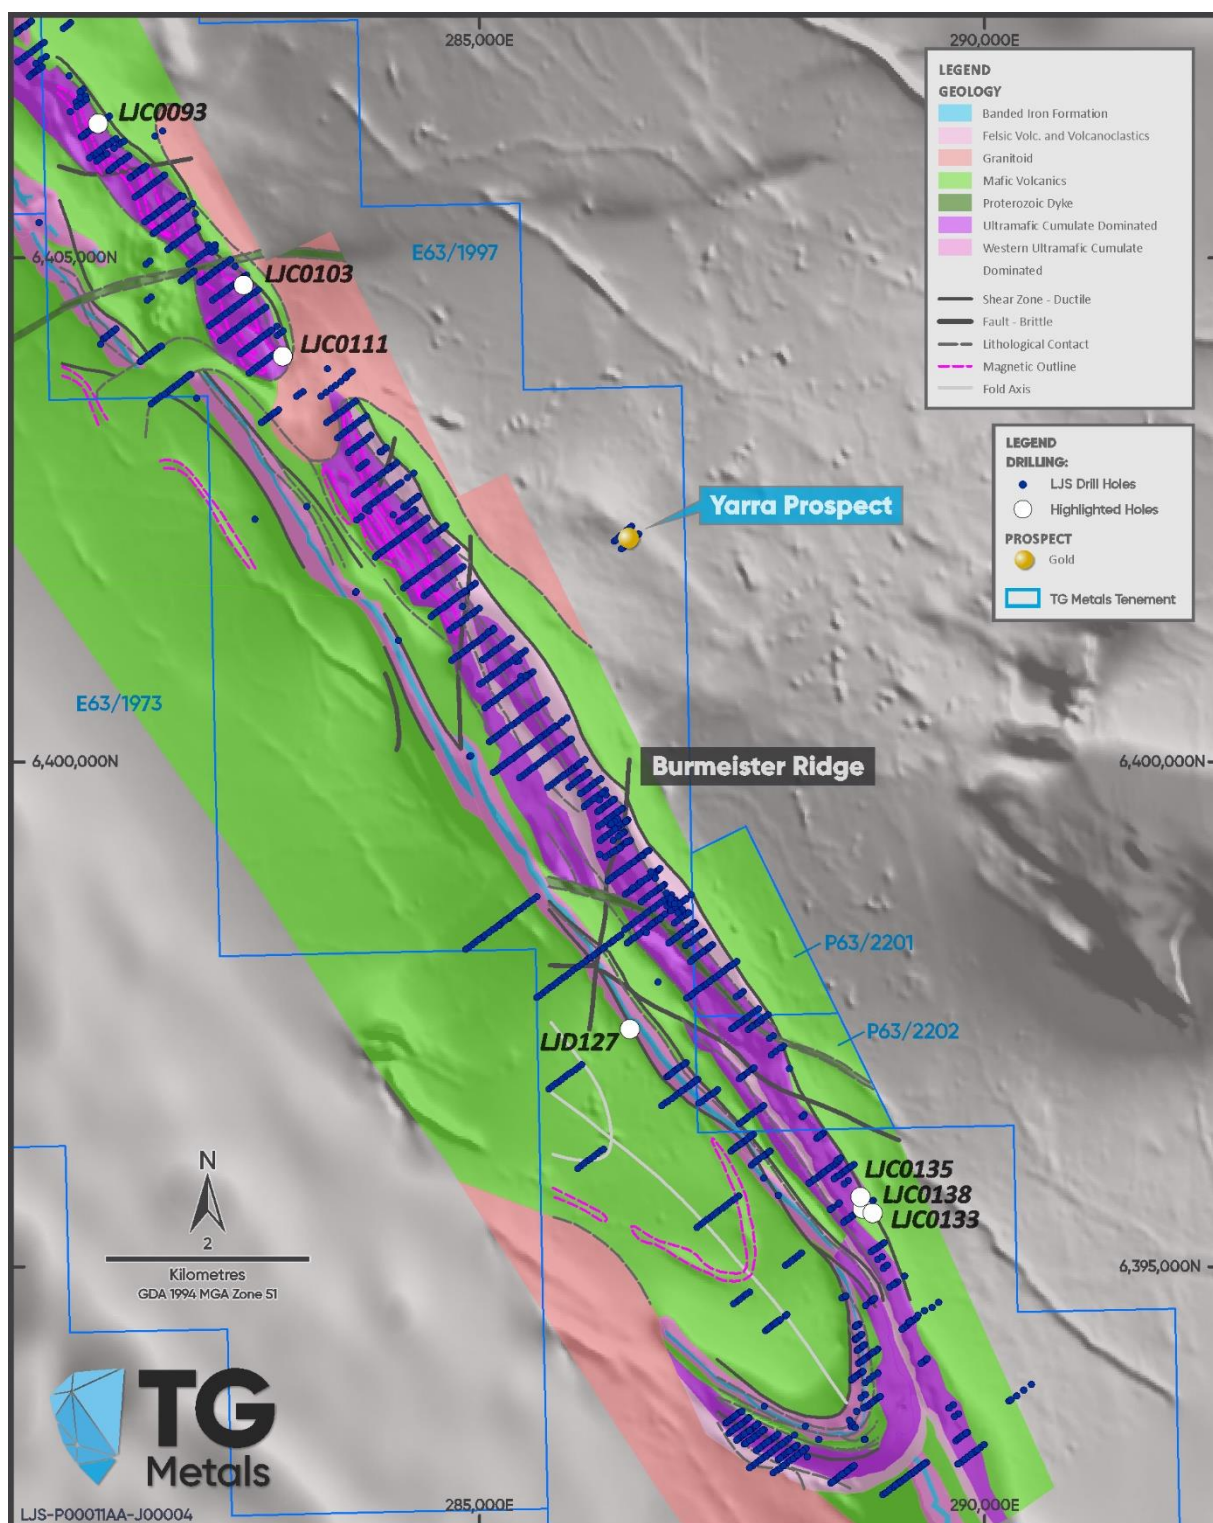 285,000E
290,000E
LEGEND
GEOLOGY
Banded Iron Formation
Felsic Volc. and Volcanoclastics
Granitoid
Mafic Volcanics
Proterozoic Dyke
Ultramafic Cumulate Dominated
Western Ultramafic Cumulate
Dominated
Shear Zone - Ductile
Fault - Brittle
Lithological Contact
Magnetic Outline
Fold Axis
LJC0093
6,405,000N
E63/1997
LJC0103
LJC0111
LEGEND
DRILLING:
LJS Drill Holes
Highlighted Holes
PROSPECT
Gold
TG Metals Tenement
Yarra Prospect
E63/1973
6,400,000N
Burmeister Ridge
6,400,000N
P63/2201
LJD127
P63/2202
N
2
Kilometres
GDA 1994 MGA Zone 51
LJC0135
LJC0138
LJC0133
6,395,000N
TG
Metals
LJS-P00011AA-J00004
285,000E
290,000E